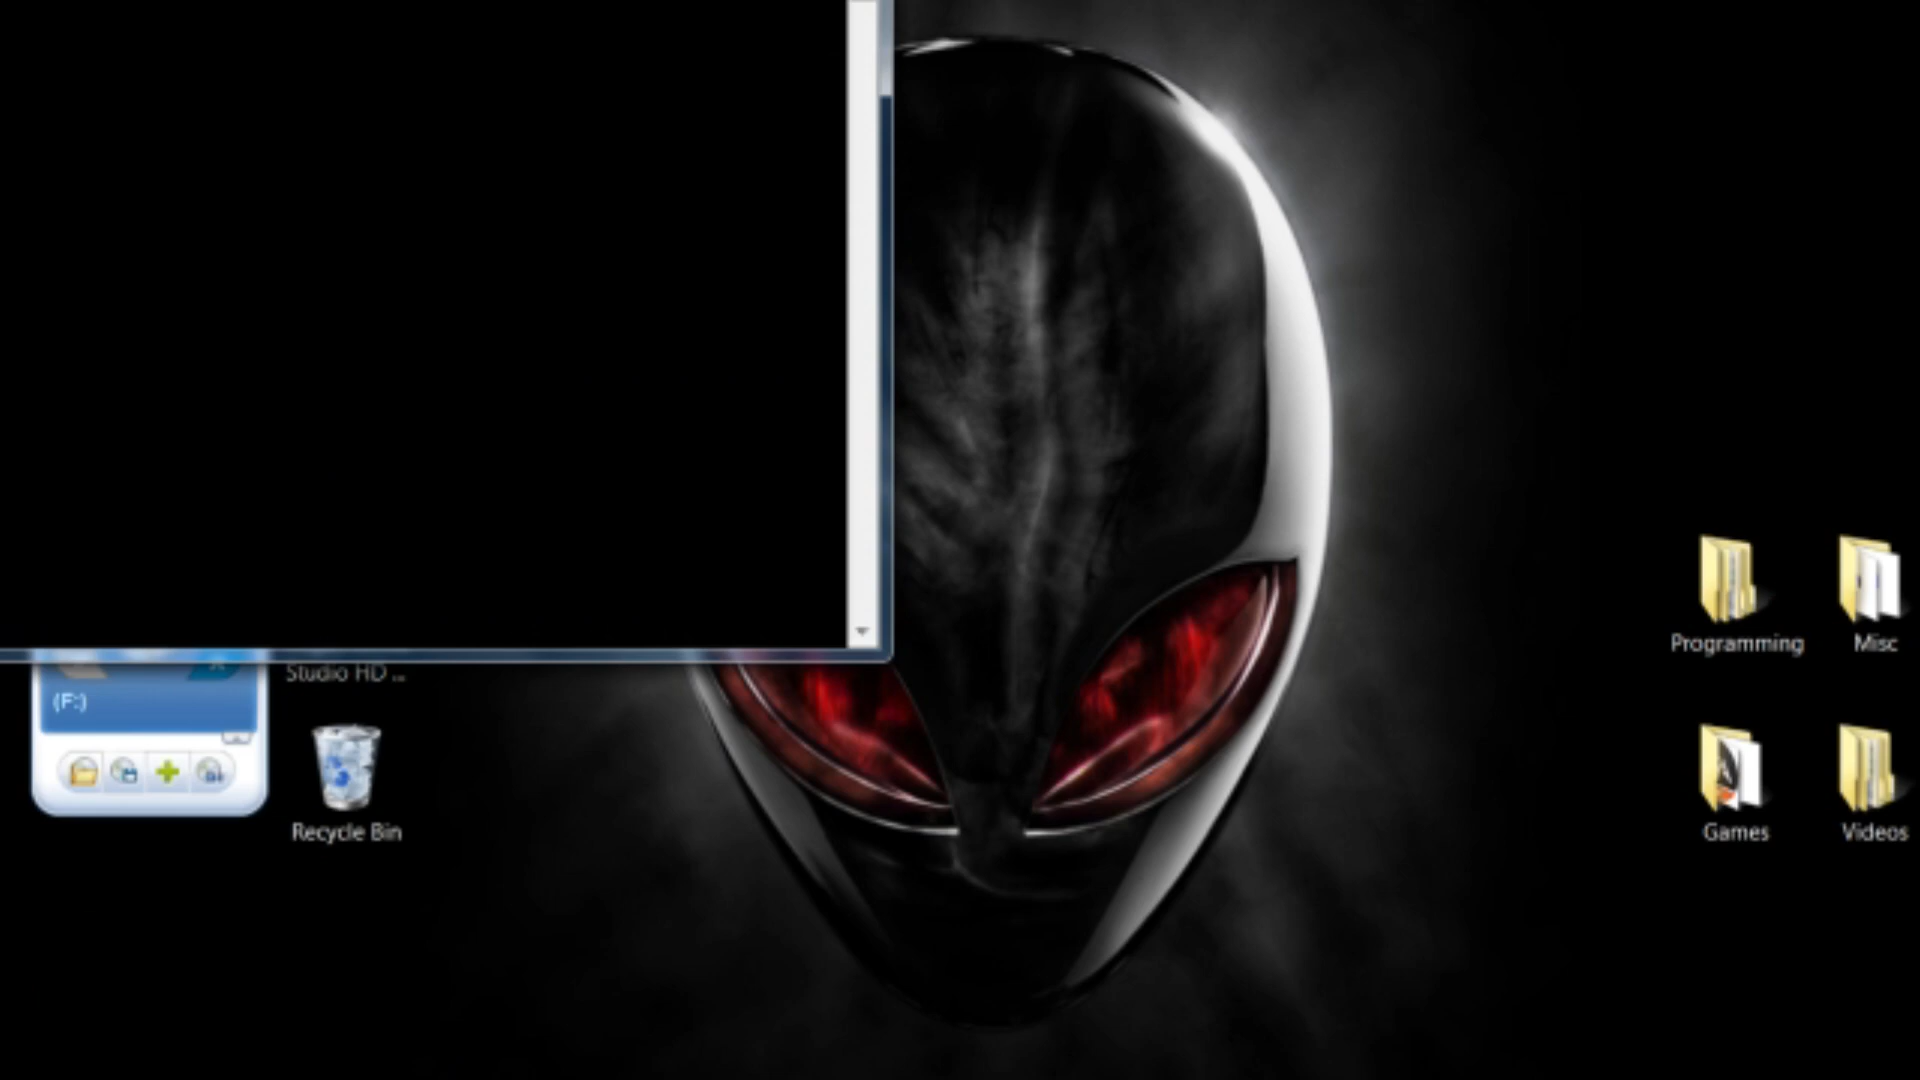 Studio HD ...
(F:)
Recycle Bin
Programming
Misc
Games
Videos